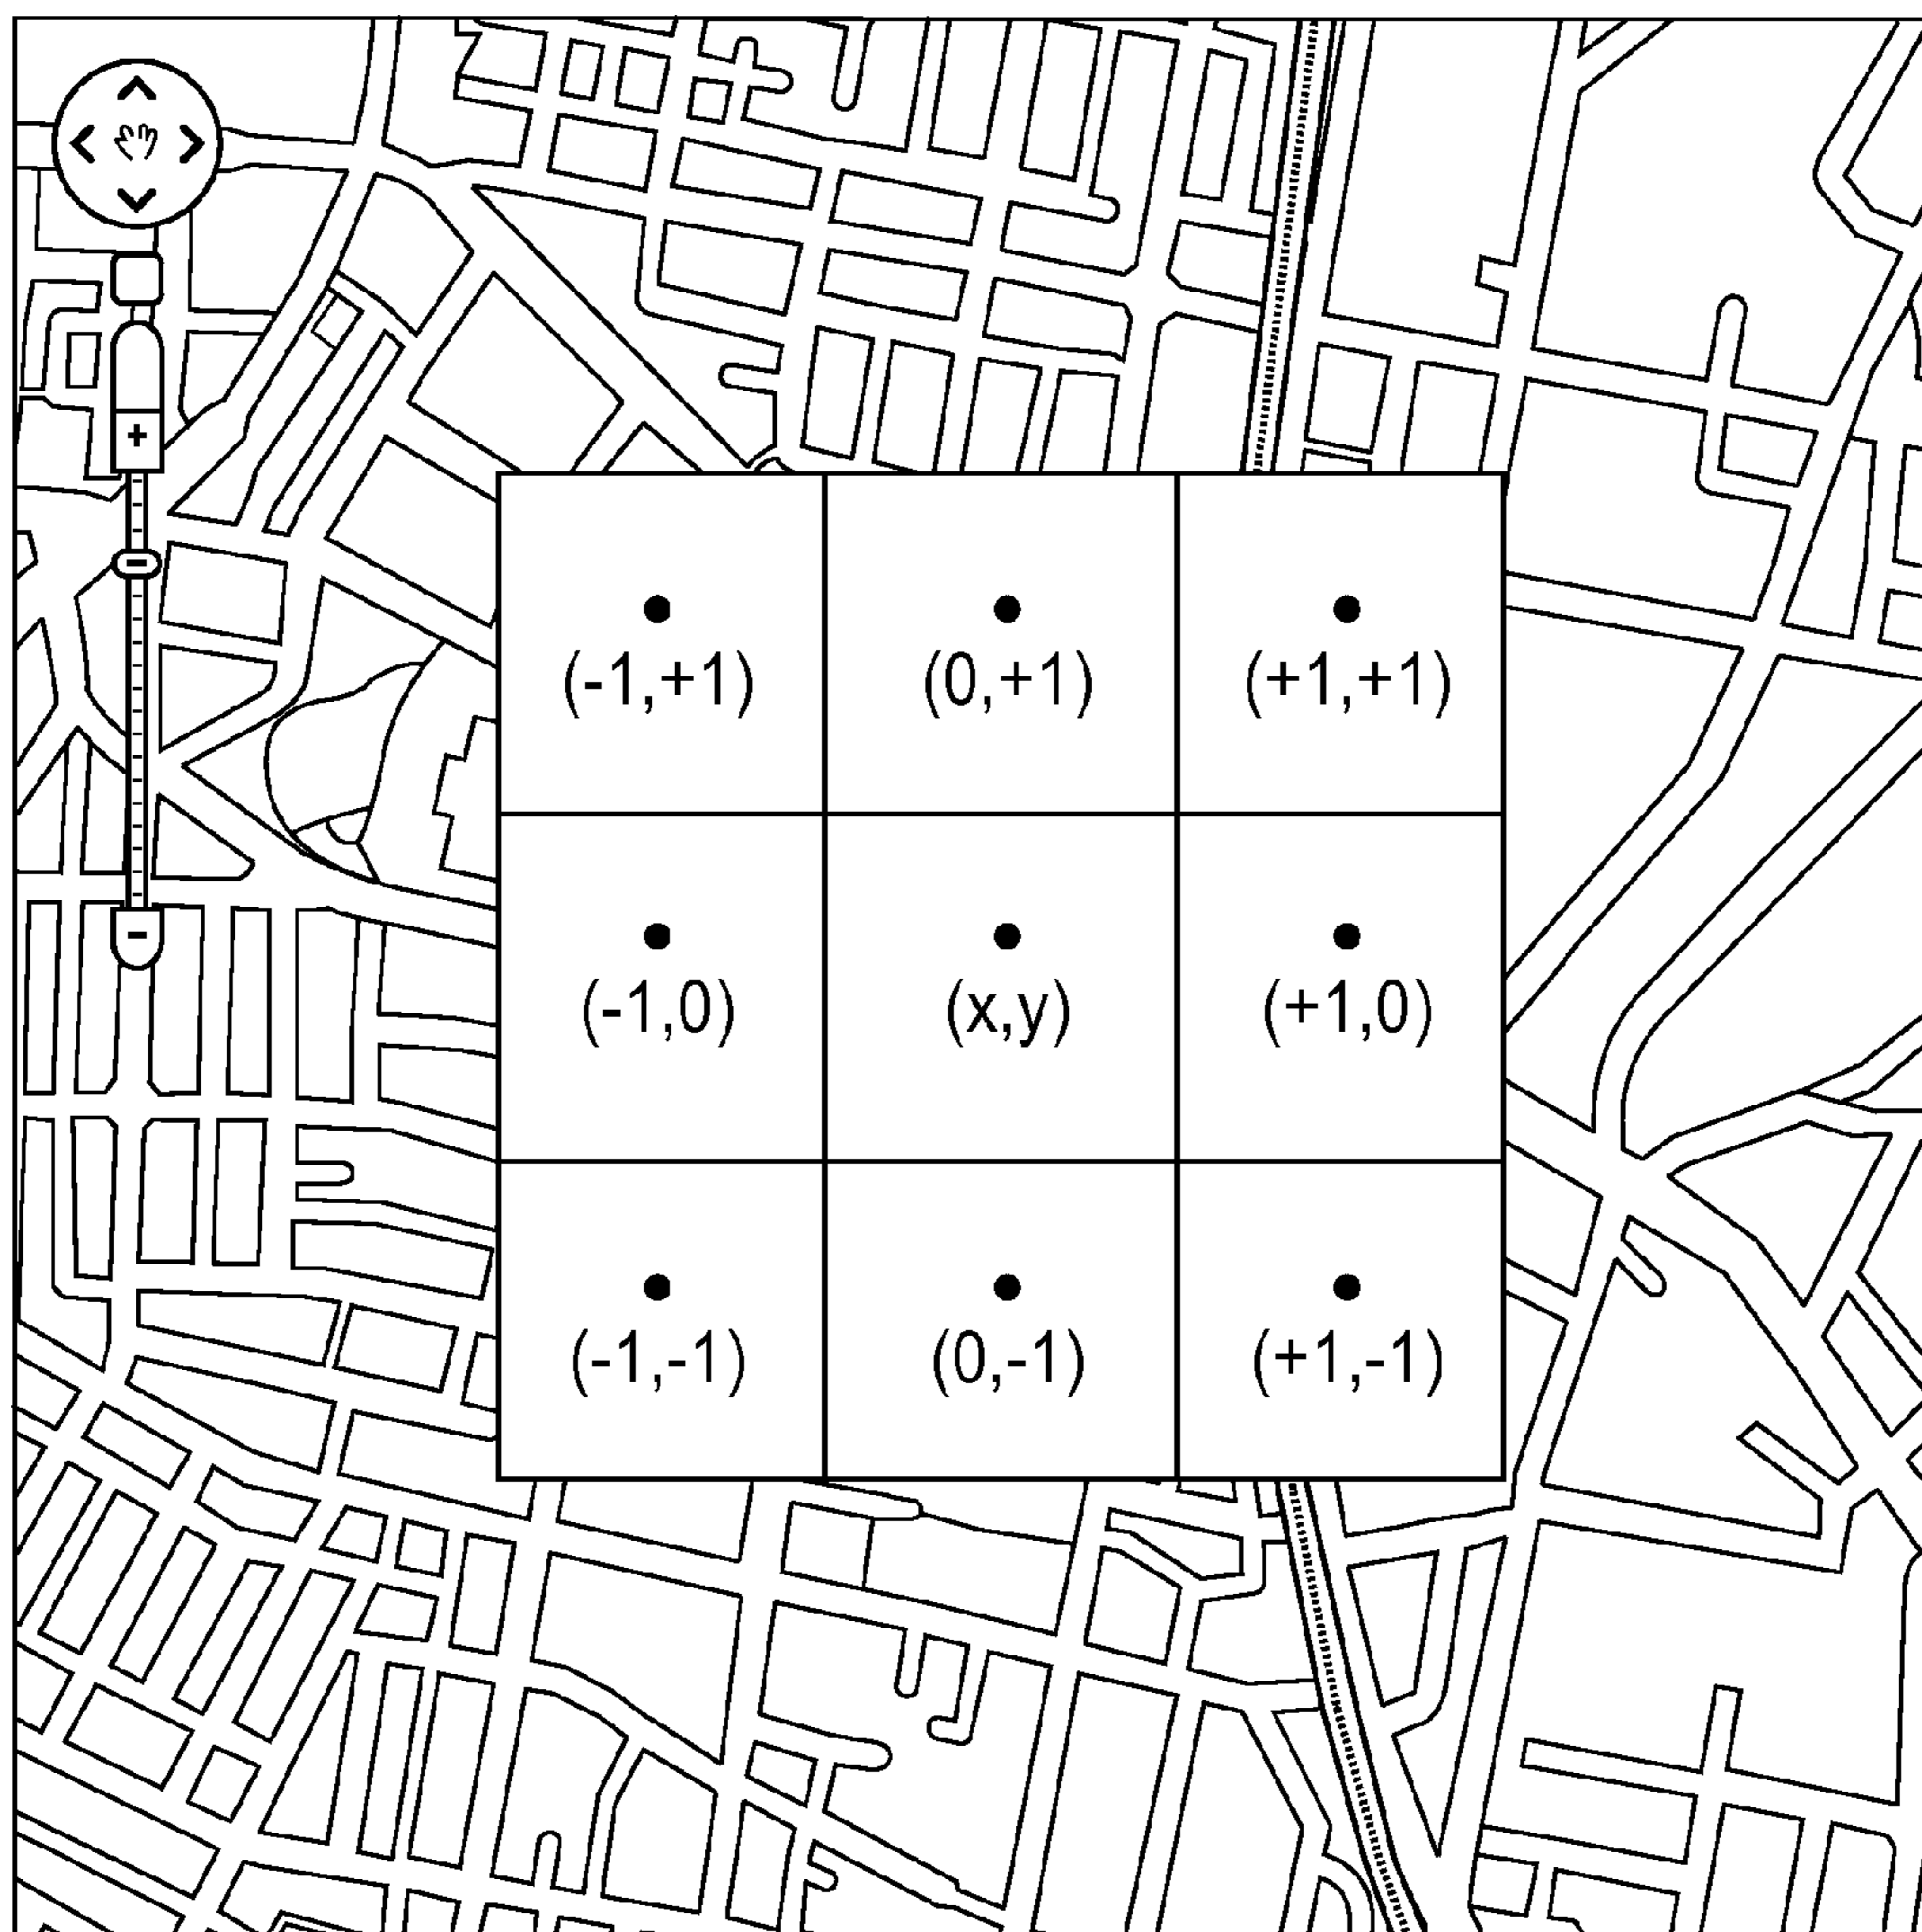 +
-
-
(-1,+1) (0,+1) (+1,+1)
(-1,0) (x,y) (+1,0)
(-1,-1) (0,-1) (+1,-1)